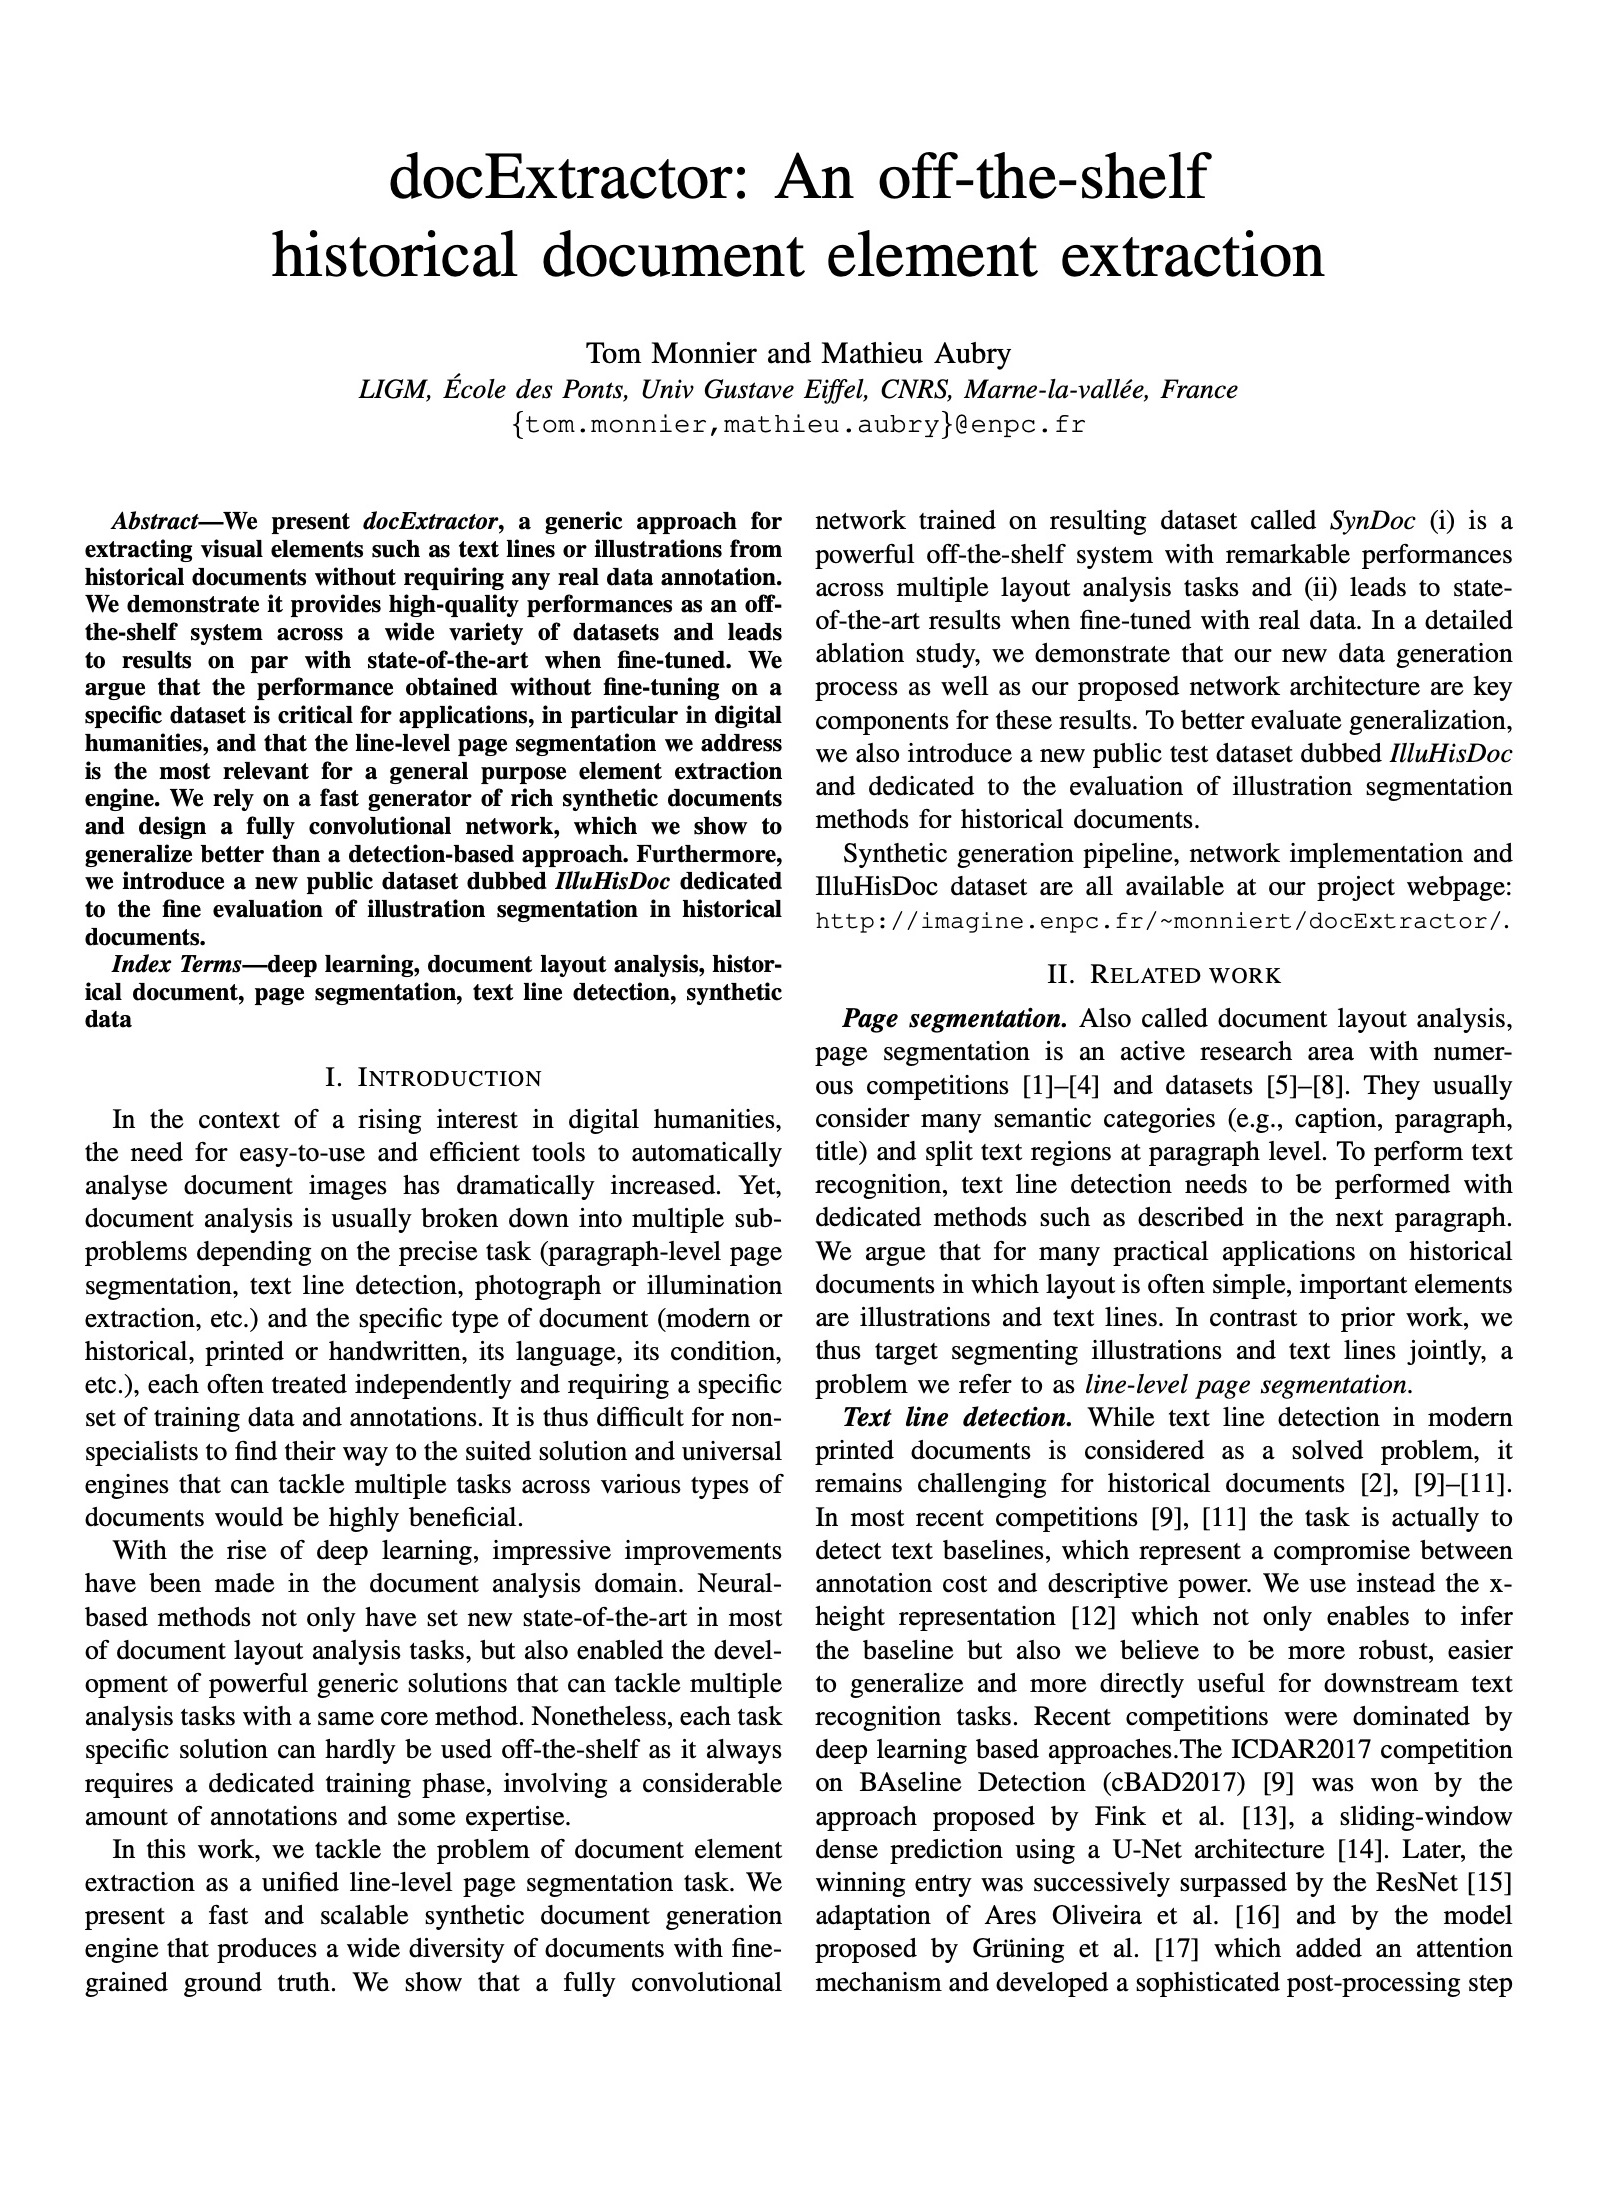 docExtractor: An off-the-shelf
historical document element extraction
Tom Monnier and Mathieu Aubry
LIGM, École des Ponts, Univ Gustave Eiffel, CNRS, Marne-la-vallée, France
{tom.monnier,mathieu.aubry}@enpc.fr
Abstract—We present docExtractor, a generic approach for
extracting visual elements such as text lines or illustrations from
historical documents without requiring any real data annotation.
We demonstrate it provides high-quality performances as an off-
the-shelf system across a wide variety of datasets and leads
to results on par with state-of-the-art when fine-tuned. We
argue that the performance obtained without fine-tuning on a
specific dataset is critical for applications, in particular in digital
humanities, and that the line-level page segmentation we address
is the most relevant for a general purpose element extraction
engine. We rely on a fast generator of rich synthetic documents
and design a fully convolutional network, which we show to
generalize better than a detection-based approach. Furthermore,
we introduce a new public dataset dubbed IlluHisDoc dedicated
to the fine evaluation of illustration segmentation in historical
documents.
Index Terms—deep learning, document layout analysis, histor-
ical document, page segmentation, text line detection, synthetic
data
I. INTRODUCTION
In the context of a rising interest in digital humanities,
the need for easy-to-use and efficient tools to automatically
analyse document images has dramatically increased. Yet,
document analysis is usually broken down into multiple sub-
problems depending on the precise task (paragraph-level page
segmentation, text line detection, photograph or illumination
extraction, etc.) and the specific type of document (modern or
historical, printed or handwritten, its language, its condition,
etc.), each often treated independently and requiring a specific
set of training data and annotations. It is thus difficult for non-
specialists to find their way to the suited solution and universal
engines that can tackle multiple tasks across various types of
documents would be highly beneficial.
With the rise of deep learning, impressive improvements
have been made in the document analysis domain. Neural-
based methods not only have set new state-of-the-art in most
of document layout analysis tasks, but also enabled the devel-
opment of powerful generic solutions that can tackle multiple
analysis tasks with a same core method. Nonetheless, each task
specific solution can hardly be used off-the-shelf as it always
requires a dedicated training phase, involving a considerable
amount of annotations and some expertise.
In this work, we tackle the problem of document element
extraction as a unified line-level page segmentation task. We
present a fast and scalable synthetic document generation
engine that produces a wide diversity of documents with fine-
grained ground truth. We show that a fully convolutional
network trained on resulting dataset called SynDoc (i) is a
powerful off-the-shelf system with remarkable performances
across multiple layout analysis tasks and (ii) leads to state-
of-the-art results when fine-tuned with real data. In a detailed
ablation study, we demonstrate that our new data generation
process as well as our proposed network architecture are key
components for these results. To better evaluate generalization,
we also introduce a new public test dataset dubbed IlluHisDoc
and dedicated to the evaluation of illustration segmentation
methods for historical documents.
Synthetic generation pipeline, network implementation and
IlluHisDoc dataset are all available at our project webpage:
http://imagine.enpc.fr/~monniert/docExtractor/.
II. RELATED WORK
Page segmentation. Also called document layout analysis,
page segmentation is an active research area with numer-
ous competitions [1]–[4] and datasets [5]–[8]. They usually
consider many semantic categories (e.g., caption, paragraph,
title) and split text regions at paragraph level. To perform text
recognition, text line detection needs to be performed with
dedicated methods such as described in the next paragraph.
We argue that for many practical applications on historical
documents in which layout is often simple, important elements
are illustrations and text lines. In contrast to prior work, we
thus target segmenting illustrations and text lines jointly, a
problem we refer to as line-level page segmentation.
Text line detection. While text line detection in modern
printed documents is considered as a solved problem, it
remains challenging for historical documents [2], [9]–[11].
In most recent competitions [9], [11] the task is actually to
detect text baselines, which represent a compromise between
annotation cost and descriptive power. We use instead the x-
height representation [12] which not only enables to infer
the baseline but also we believe to be more robust, easier
to generalize and more directly useful for downstream text
recognition tasks. Recent competitions were dominated by
deep learning based approaches.The ICDAR2017 competition
on BAseline Detection (cBAD2017) [9] was won by the
approach proposed by Fink et al. [13], a sliding-window
dense prediction using a U-Net architecture [14]. Later, the
winning entry was successively surpassed by the ResNet [15]
adaptation of Ares Oliveira et al. [16] and by the model
proposed by Grüning et al. [17] which added an attention
mechanism and developed a sophisticated post-processing step